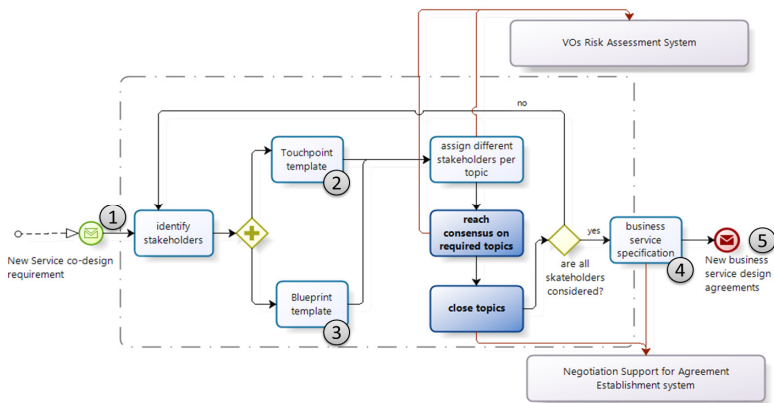 VOs Risk Assessment System
no
Touchpoint
template
2
assign different
stakeholders per
topic
1
identify
stakeholders
reach
consensus on
required topics
yes
business
service
specification
4
5
New Service co-design
requirement
are all
skateholders
considered?
New business
service design
agreements
Blueprint
template
3
close topics
Negotiation Support for Agreement
Establishment system